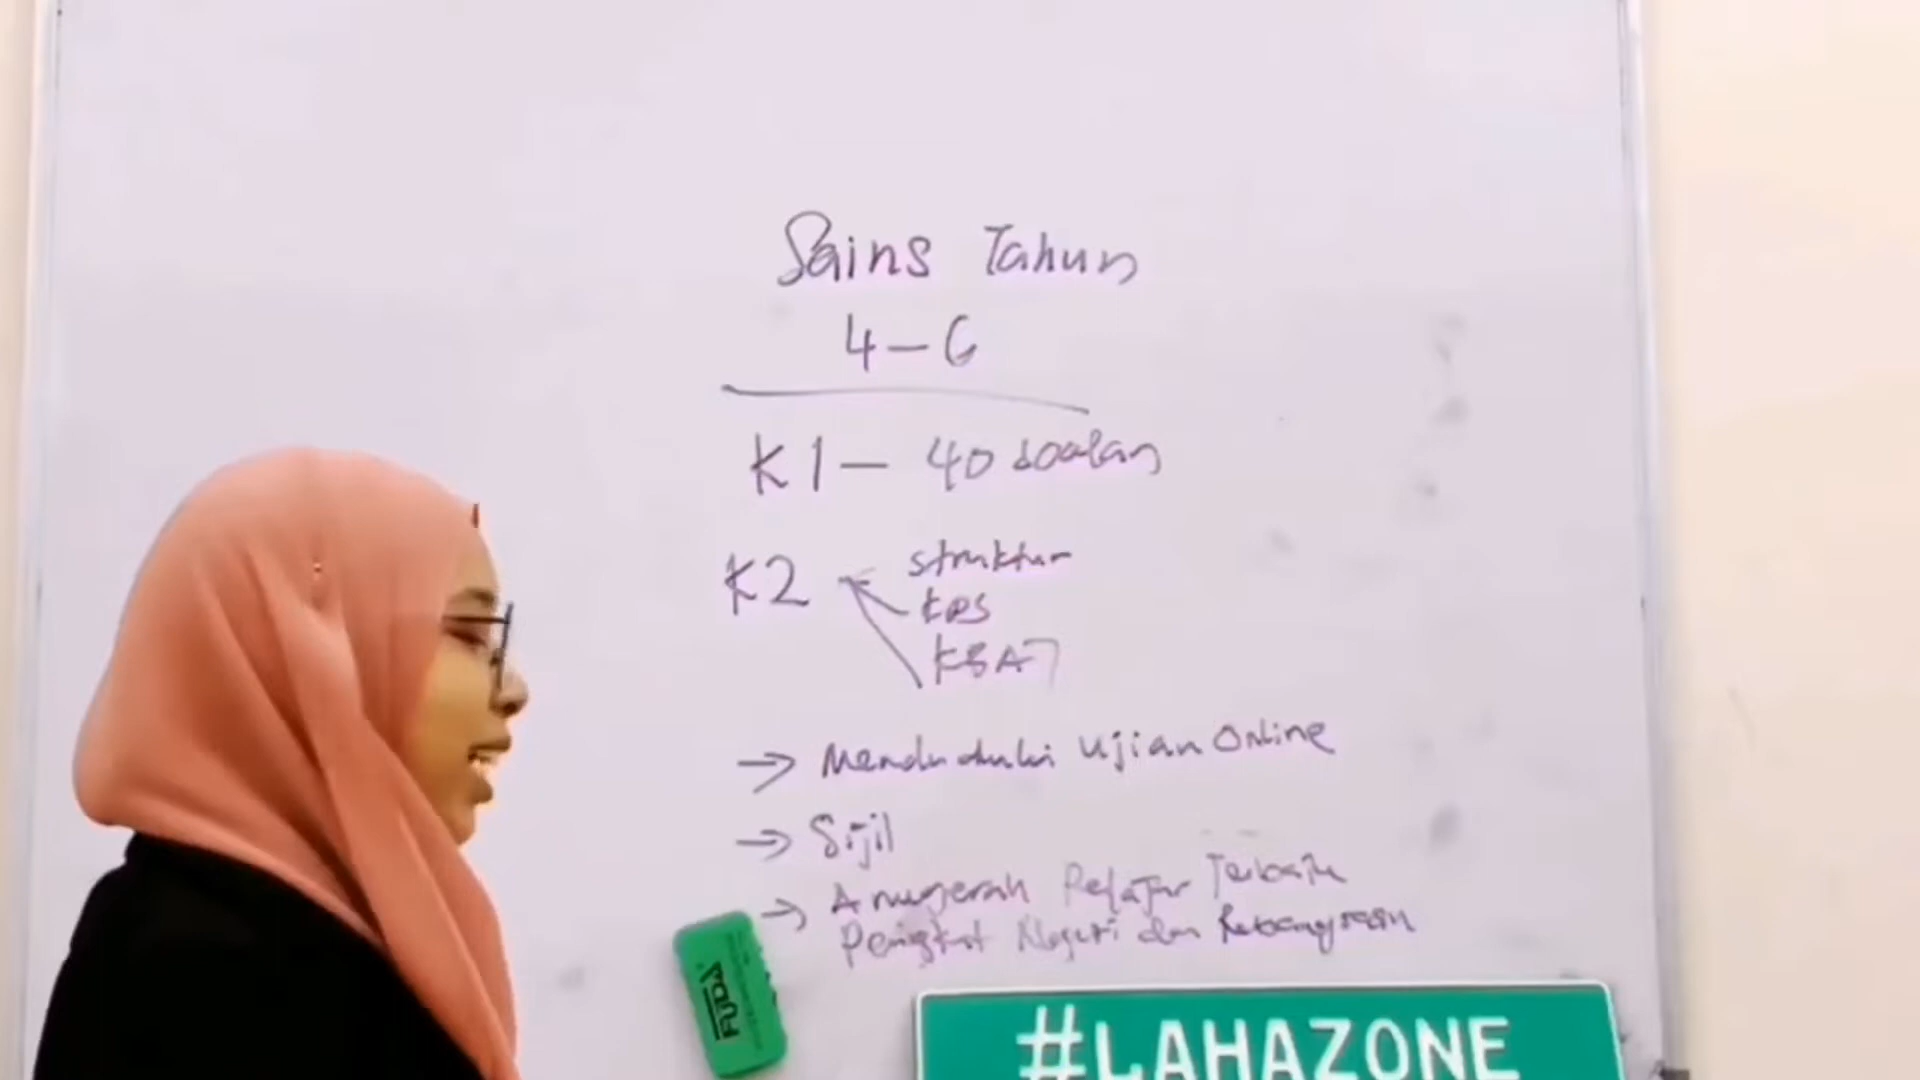 Sains Tahun
4 – 6
K1 – 40 soalan
K2
struktur
KPS
KBAT
→ Menduduki Ujian Online
→ Sijil
→ Anugerah Pelajar Terbaik
Peringkat Negeri dan Kebangsaan
#LAHAZONE